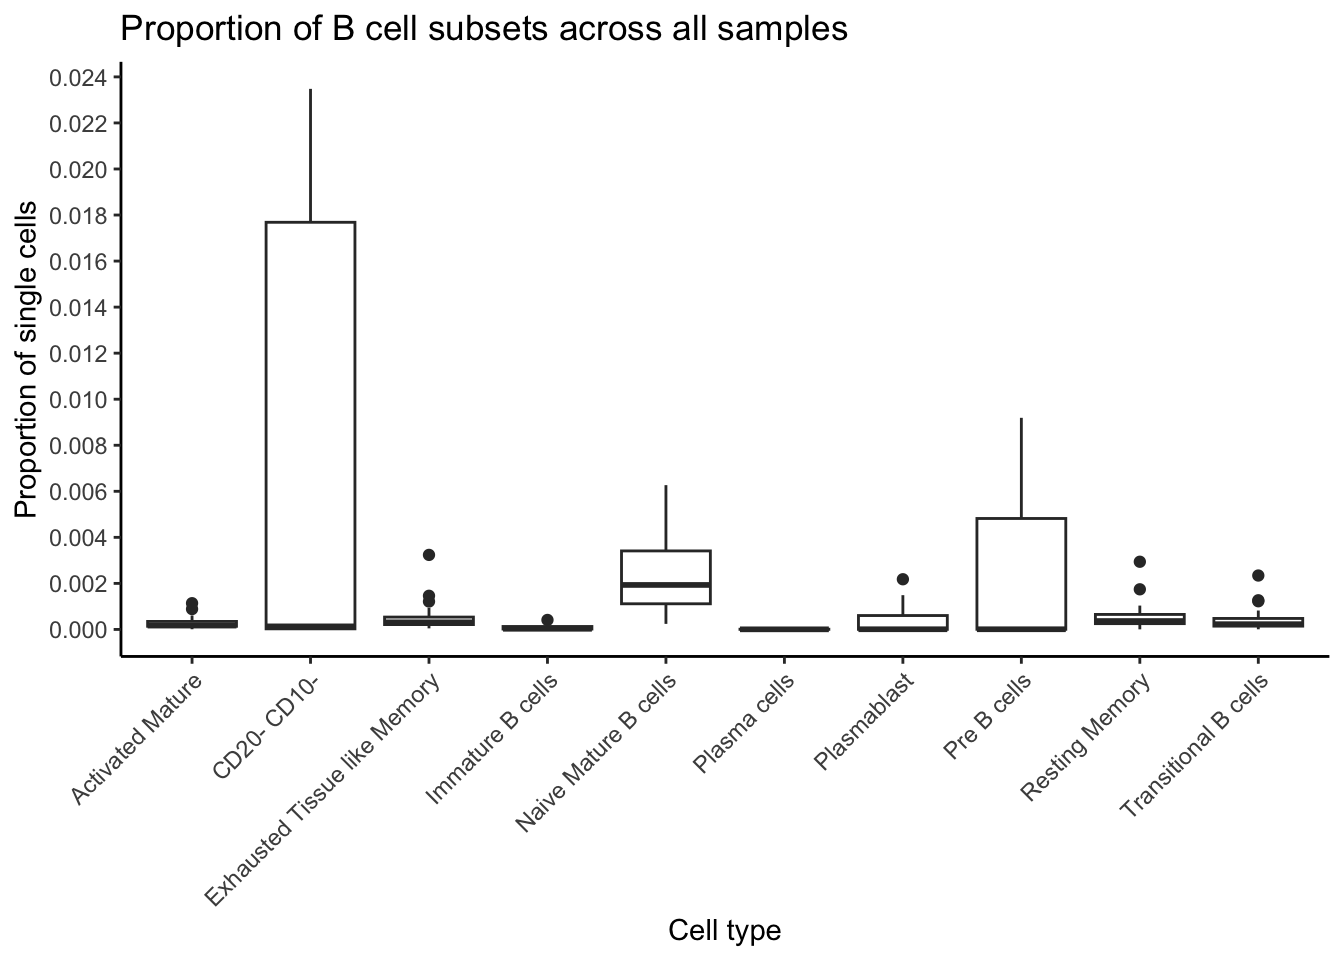 Proportion of B cell subsets across all samples
Proportion of single cells
0.024
0.022
0.020
0.018
0.016
0.014
0.012
0.010
0.008
0.006
0.004
0.002
0.000
Activated Mature
CD20- CD10-
Exhausted Tissue like Memory
Immature B cells
Naive Mature B cells
Plasma cells
Plasmablast
Pre B cells
Resting Memory
Transitional B cells
Cell type